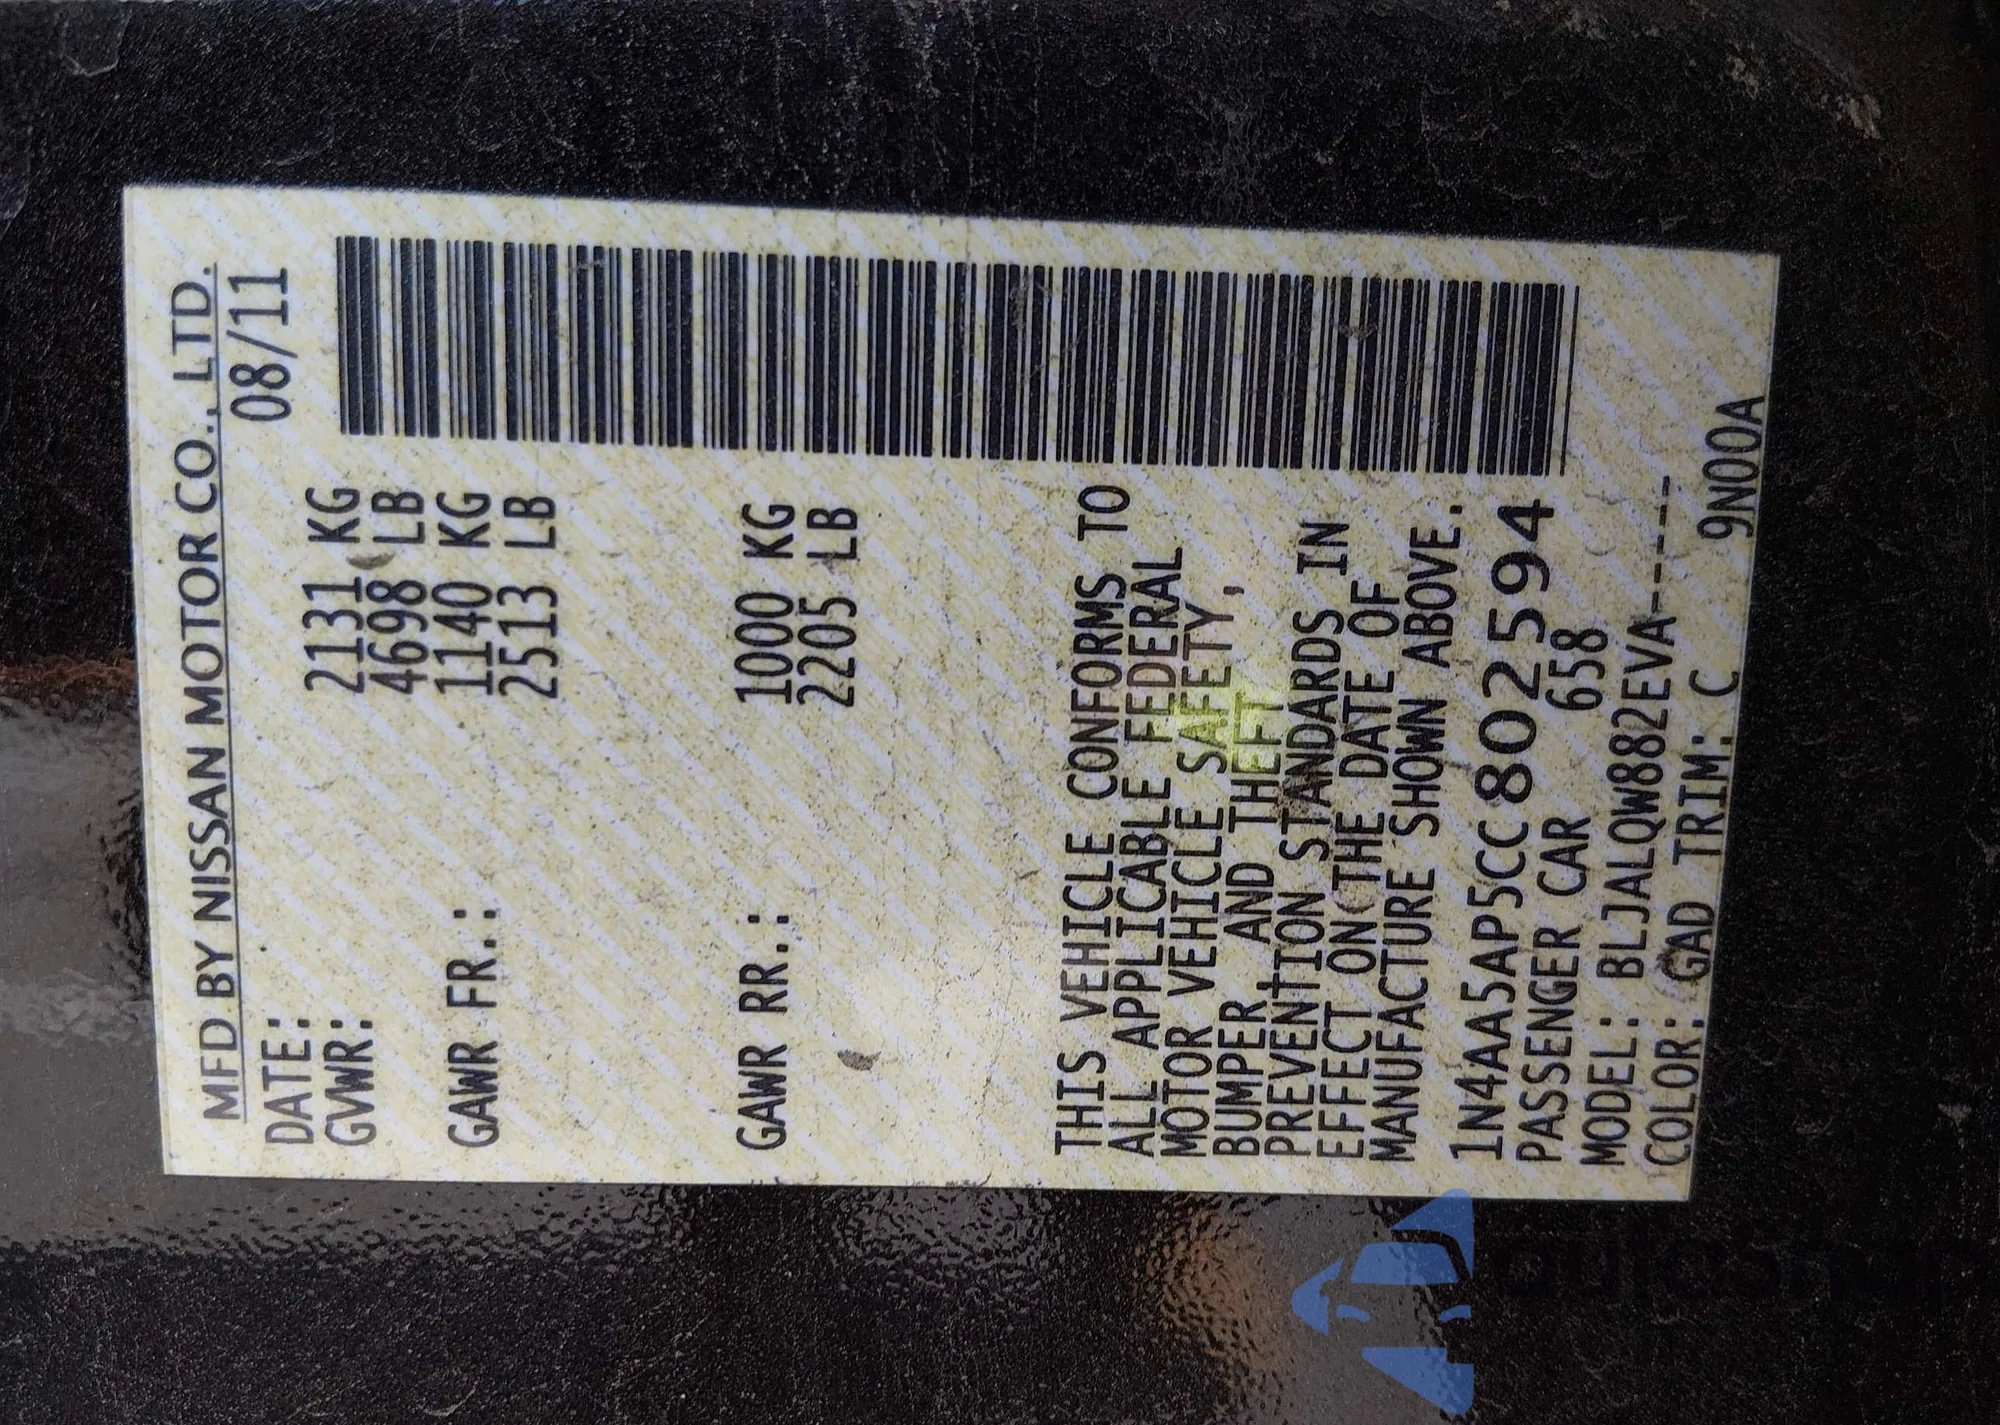 MFD BY NISSAN MOTOR CO., LTD.
DATE: 08/11
GVWR: 2131 KG
4698 LB
GAWR FR.: 1140 KG
2513 LB
GAWR RR.: 1000 KG
2205 LB
THIS VEHICLE CONFORMS TO
ALL APPLICABLE FEDERAL
MOTOR VEHICLE SAFETY,
BUMPER AND THEFT
PREVENTION STANDARDS IN
EFFECT ON THE DATE OF
MANUFACTURE SHOWN ABOVE.
1N4AA5AP5CC802594
PASSENGER CAR 658
MODEL: BLJALQW882EVA-----
COLOR: GAD TRIM: C 9N00A